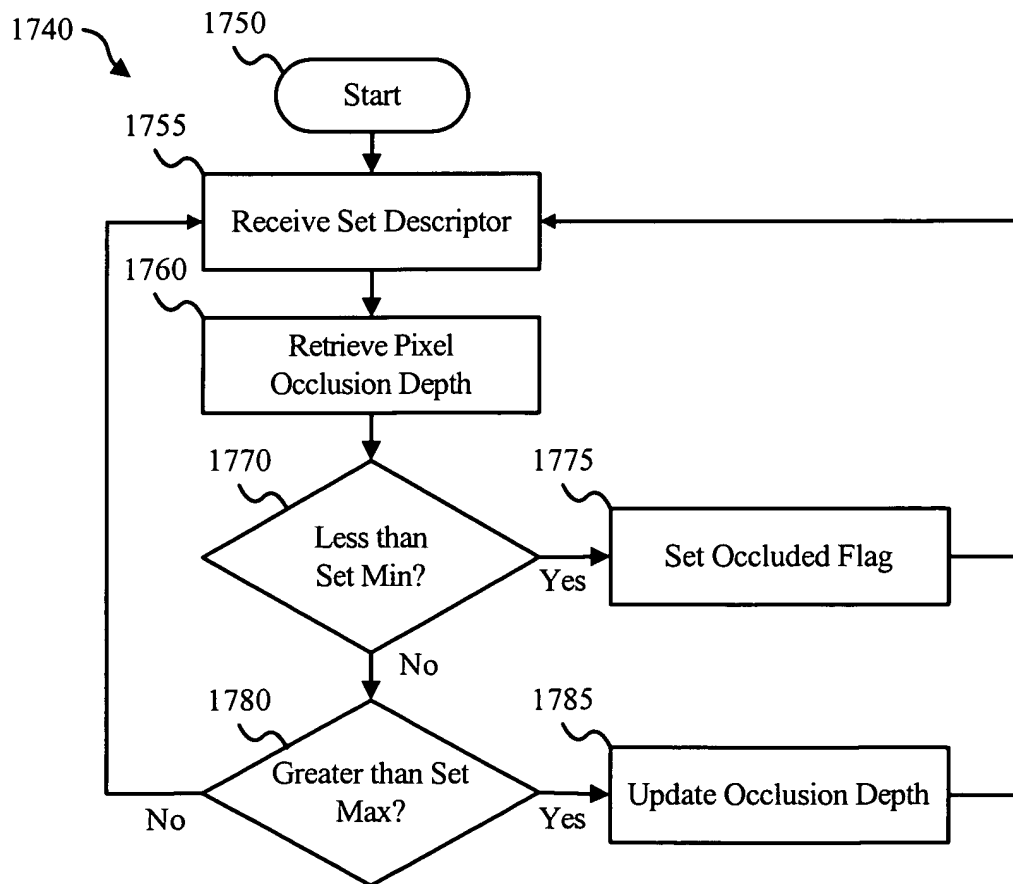 1740
1750
Start
1755
Receive Set Descriptor
1760
Retrieve Pixel
Occlusion Depth
1770
Less than
Set Min?
Yes
No
1775
Set Occluded Flag
1780
Greater than Set
Max?
No
Yes
1785
Update Occlusion Depth